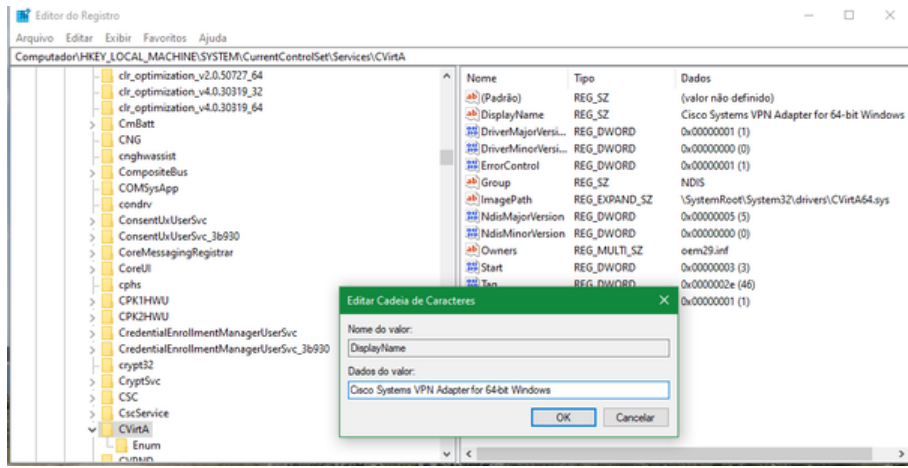 Editor do Registro
Arquivo Editar Exibir Favoritos Ajuda
Computador\HKEY_LOCAL_MACHINE\SYSTEM\CurrentControlSet\Services\CVirtA
clr_optimization_v2.0.50727_64
clr_optimization_v4.0.30319_32
clr_optimization_v4.0.30319_64
CmBatt
CNG
cnghwassist
CompositeBus
COMSysApp
condrv
ConsentUxUserSvc
ConsentUxUserSvc_3b930
CoreMessagingRegistrar
CoreUI
cphs
CPK1HWU
CPK2HWU
CredentialEnrollmentManagerUserSvc
CredentialEnrollmentManagerUserSvc_3b930
crypt32
CryptSvc
CSC
CscService
CVirtA
Enum
CVPND
Nome Tipo Dados
(Padrão) REG_SZ (valor não definido)
DisplayName REG_SZ Cisco Systems VPN Adapter for 64-bit Windows
DriverMajorVersi... REG_DWORD 0x00000001 (1)
DriverMinorVersi... REG_DWORD 0x00000000 (0)
ErrorControl REG_DWORD 0x00000001 (1)
Group REG_SZ NDIS
ImagePath REG_EXPAND_SZ \SystemRoot\System32\drivers\CVirtA64.sys
NdisMajorVersion REG_DWORD 0x00000005 (5)
NdisMinorVersion REG_DWORD 0x00000000 (0)
Owners REG_MULTI_SZ oem29.inf
Start REG_DWORD 0x00000003 (3)
Tag REG_DWORD 0x0000002e (46)
0x00000001 (1)
Editar Cadeia de Caracteres
Nome do valor:
DisplayName
Dados do valor:
Cisco Systems VPN Adapter for 64-bit Windows
OK Cancelar